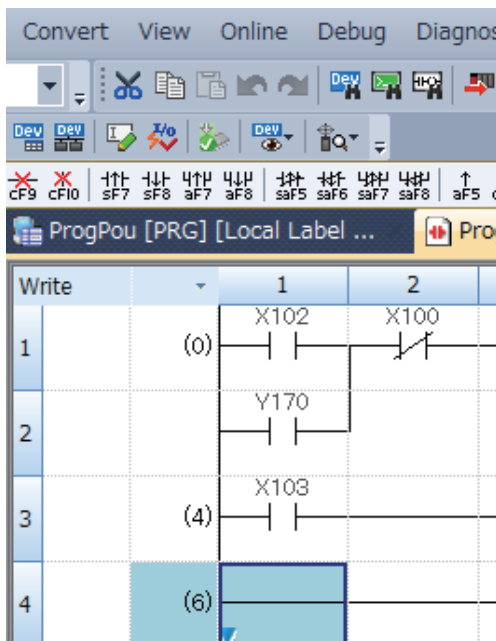 Convert View Online Debug Diagnos
Dev
Dev Dev I/o Dev
cF9 cF10 sF7 sF8 aF7 aF8 saF5 saF6 saF7 saF8 aF5 c
ProgPou [PRG] [Local Label ... Pro
Write 1 2
X102 X100
1 (0)
Y170
2
X103
3 (4)
4 (6)